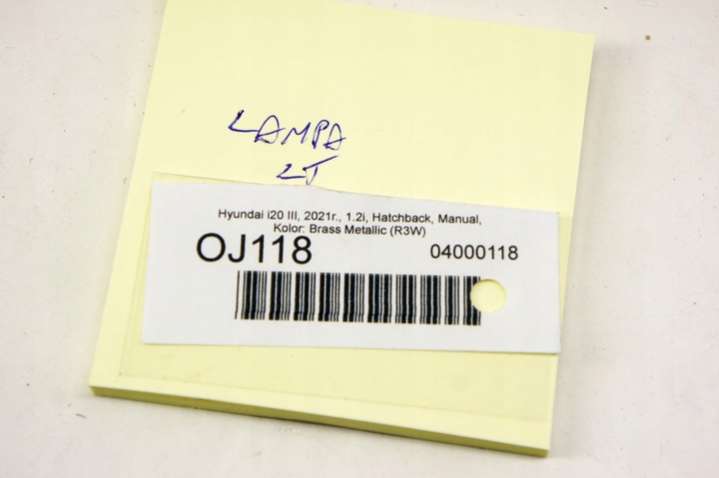 LAMPA
LT
Hyundai i20 III, 2021r., 1.2i, Hatchback, Manual,
Kolor: Brass Metallic (R3W)
OJ118 04000118